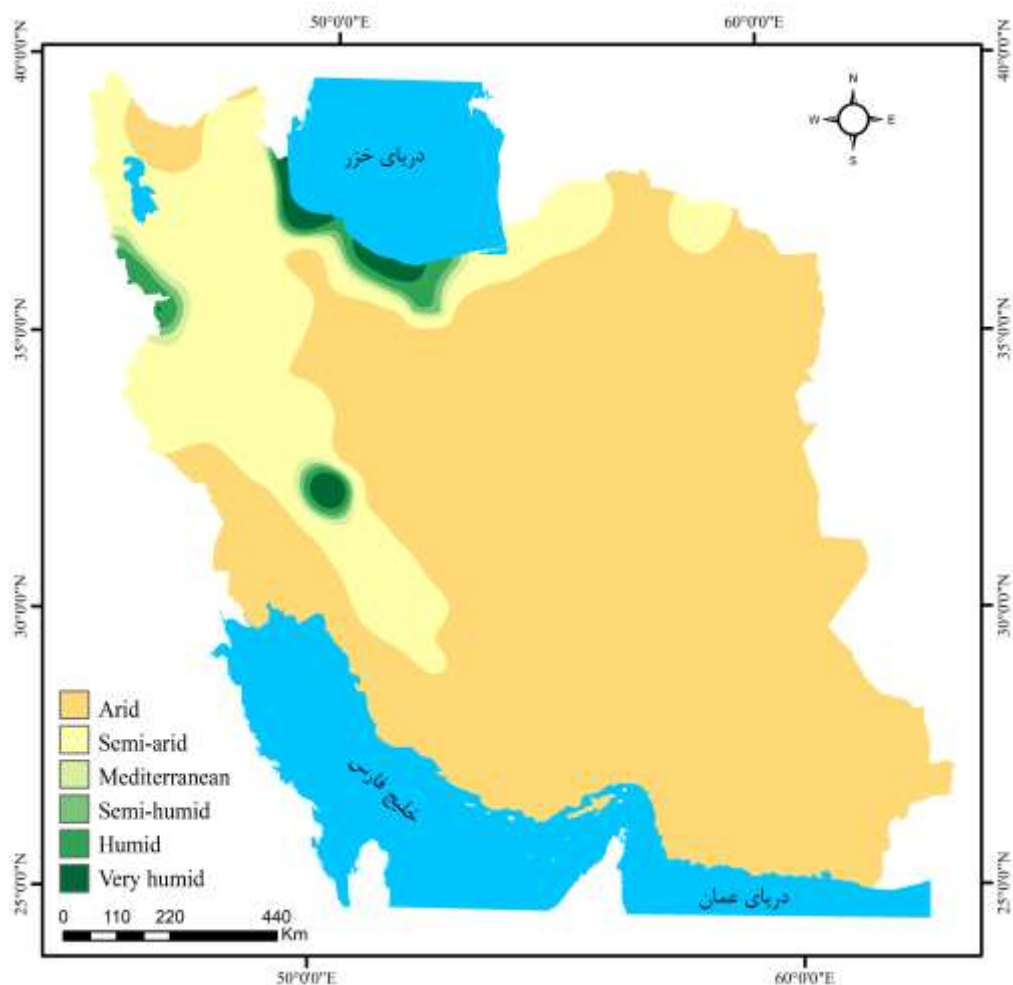 50°0'0"E 60°0'0"E
40°0'0"N 40°0'0"N
N
W E
S
دریای خزر
35°0'0"N 35°0'0"N
30°0'0"N 30°0'0"N
Arid
Semi-arid
Mediterranean
Semi-humid
Humid
Very humid
خلیج فارس
دریای عمان
25°0'0"N 25°0'0"N
0 110 220 440
Km
50°0'0"E 60°0'0"E